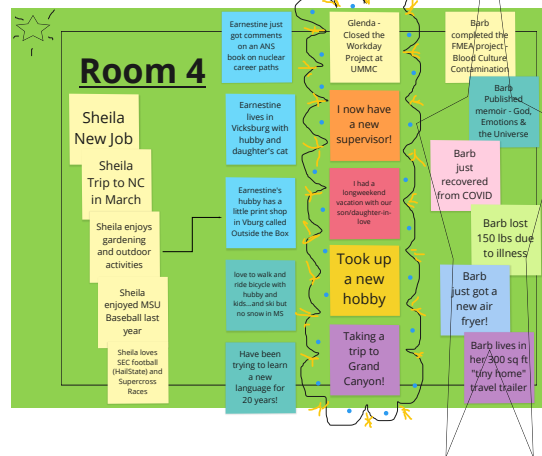 Room 4
Sheila
New Job
Sheila
Trip to NC
in March
Sheila enjoys
gardening
and outdoor
activities
Sheila
enjoyed MSU
Baseball last
year
Sheila loves
SEC football
(HailState) and
Supercross
Races
Earnestine just
got comments
on an ANS
book on nuclear
career paths
Earnestine
lives in
Vicksburg with
hubby and
daughter's cat
Earnestine's
hubby has a
little print shop
in Vburg called
Outside the Box
love to walk and
ride bicycle with
hubby and
kids...and ski but
no snow in MS
Have been
trying to learn
a new
language for
20 years!
Glenda -
Closed the
Workday
Project at
UMMC
I now have
a new
supervisor!
I had a
longweekend
vacation with our
son/daughter-in-
love
Took up
a new
hobby
Taking a
trip to
Grand
Canyon!
Barb
completed the
FMEA project -
Blood Culture
Contamination
Barb
Published
memoir - God,
Emotions &
the Universe
Barb
just
recovered
from COVID
Barb lost
150 lbs due
to illness
Barb
just got a
new air
fryer!
Barb lives in
her 300 sq ft
"tiny home"
travel trailer